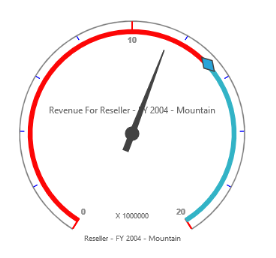 10
Revenue For Reseller - FY 2004 - Mountain
0
20
X 1000000
Reseller - FY 2004 - Mountain